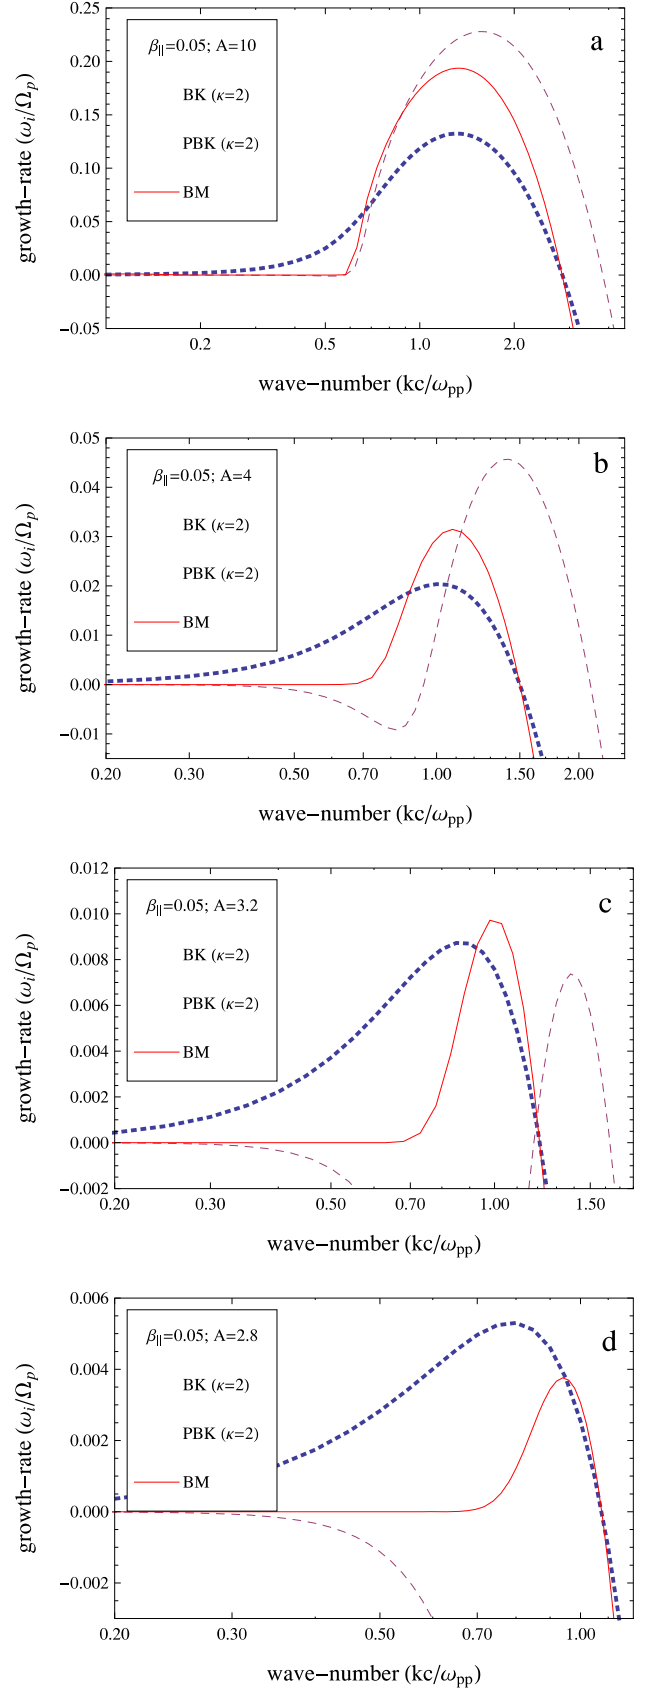 a
β∥=0.05; A=10
BK (κ=2)
PBK (κ=2)
BM
growth−rate (ωi/Ωp)
0.25
0.20
0.15
0.10
0.05
0.00
−0.05
0.2 0.5 1.0 2.0
wave−number (kc/ωpp)
b
β∥=0.05; A=4
BK (κ=2)
PBK (κ=2)
BM
growth−rate (ωi/Ωp)
0.05
0.04
0.03
0.02
0.01
0.00
−0.01
0.20 0.30 0.50 0.70 1.00 1.50 2.00
wave−number (kc/ωpp)
c
β∥=0.05; A=3.2
BK (κ=2)
PBK (κ=2)
BM
growth−rate (ωi/Ωp)
0.012
0.010
0.008
0.006
0.004
0.002
0.000
−0.002
0.20 0.30 0.50 0.70 1.00 1.50
wave−number (kc/ωpp)
d
β∥=0.05; A=2.8
BK (κ=2)
PBK (κ=2)
BM
growth−rate (ωi/Ωp)
0.006
0.004
0.002
0.000
−0.002
0.20 0.30 0.50 0.70 1.00
wave−number (kc/ωpp)